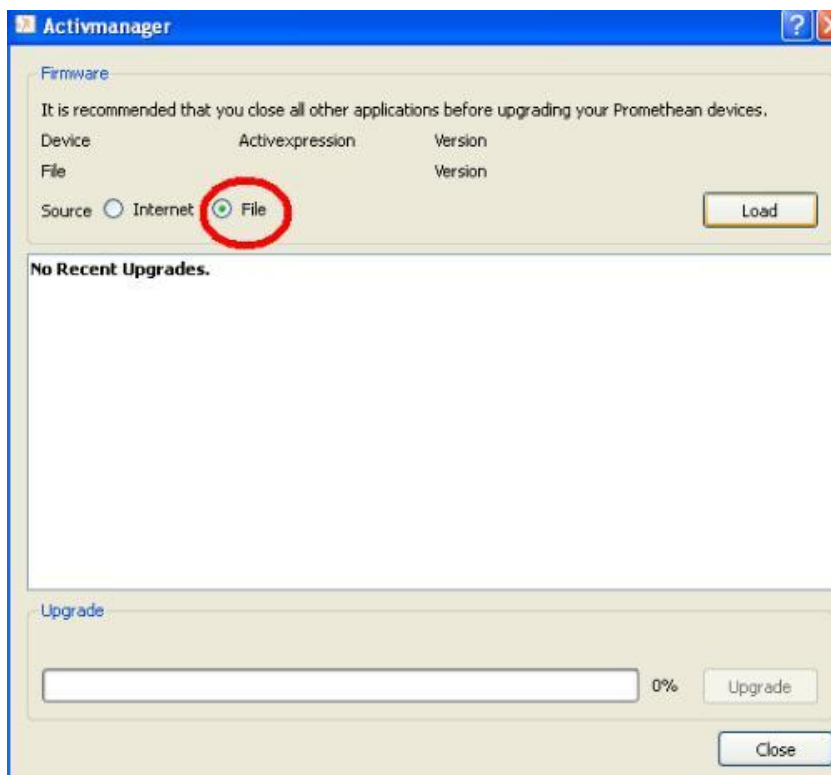 Activmanager
Firmware
It is recommended that you close all other applications before upgrading your Promethean devices.
Device Activexpression Version
File Version
Source Internet File Load
No Recent Upgrades.
Upgrade
0% Upgrade
Close